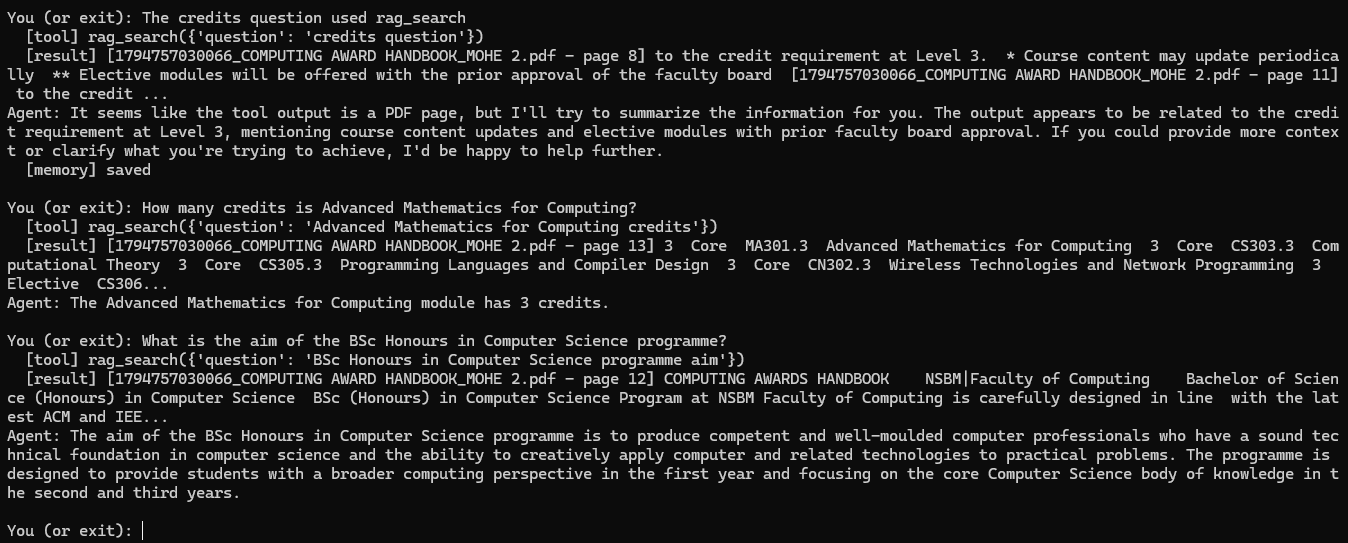 You (or exit): The credits question used rag_search
  [tool] rag_search({'question': 'credits question'})
  [result] [1794757030066_COMPUTING AWARD HANDBOOK_MOHE 2.pdf - page 8] to the credit requirement at Level 3.  * Course content may update periodica
lly  ** Elective modules will be offered with the prior approval of the faculty board  [1794757030066_COMPUTING AWARD HANDBOOK_MOHE 2.pdf - page 11]
 to the credit ...
Agent: It seems like the tool output is a PDF page, but I'll try to summarize the information for you. The output appears to be related to the credi
t requirement at Level 3, mentioning course content updates and elective modules with prior faculty board approval. If you could provide more contex
t or clarify what you're trying to achieve, I'd be happy to help further.
  [memory] saved

You (or exit): How many credits is Advanced Mathematics for Computing?
  [tool] rag_search({'question': 'Advanced Mathematics for Computing credits'})
  [result] [1794757030066_COMPUTING AWARD HANDBOOK_MOHE 2.pdf - page 13] 3  Core  MA301.3  Advanced Mathematics for Computing  3  Core  CS303.3  Com
putational Theory  3  Core  CS305.3  Programming Languages and Compiler Design  3  Core  CN302.3  Wireless Technologies and Network Programming  3
Elective  CS306...
Agent: The Advanced Mathematics for Computing module has 3 credits.

You (or exit): What is the aim of the BSc Honours in Computer Science programme?
  [tool] rag_search({'question': 'BSc Honours in Computer Science programme aim'})
  [result] [1794757030066_COMPUTING AWARD HANDBOOK_MOHE 2.pdf - page 12] COMPUTING AWARDS HANDBOOK    NSBM|Faculty of Computing    Bachelor of Scien
ce (Honours) in Computer Science  BSc (Honours) in Computer Science Program at NSBM Faculty of Computing is carefully designed in line  with the lat
est ACM and IEE...
Agent: The aim of the BSc Honours in Computer Science programme is to produce competent and well-moulded computer professionals who have a sound tec
hnical foundation in computer science and the ability to creatively apply computer and related technologies to practical problems. The programme is
designed to provide students with a broader computing perspective in the first year and focusing on the core Computer Science body of knowledge in t
he second and third years.

You (or exit):